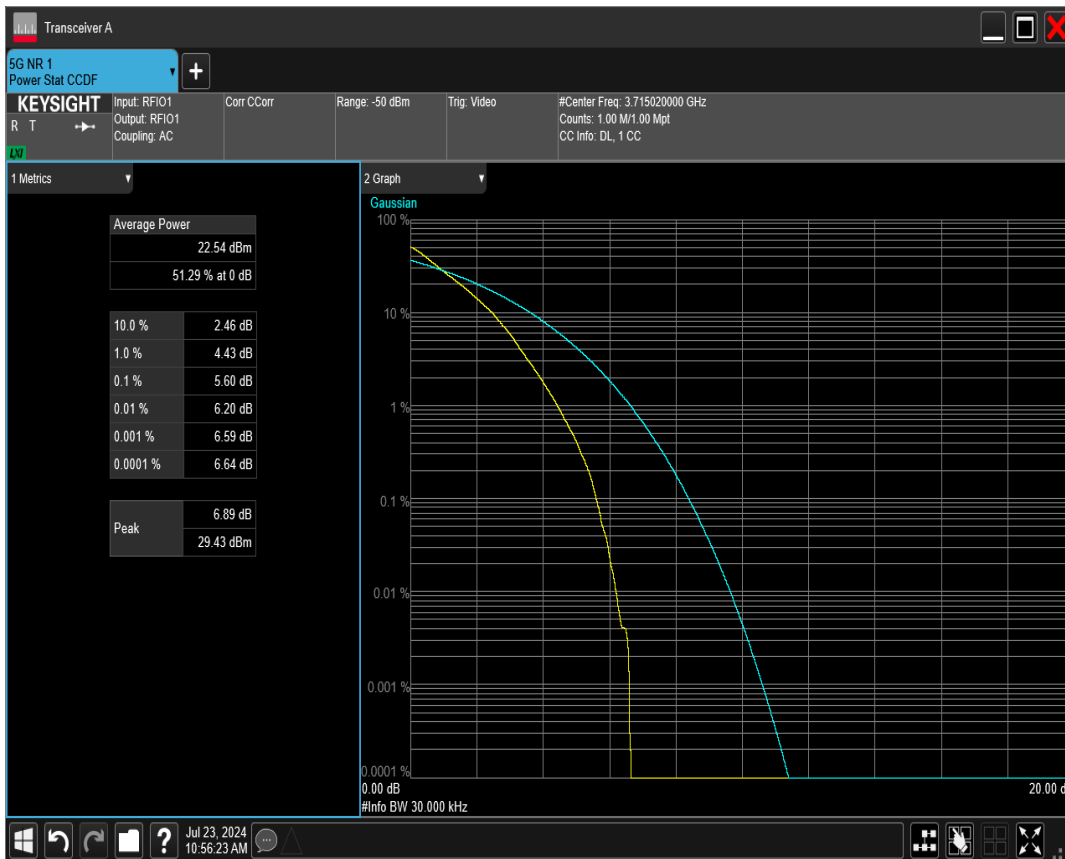 Transceiver A
5G NR 1
Power Stat CCDF
+
KEYSIGHT
R T
LXI
Input: RFIO1
Output: RFIO1
Coupling: AC
Corr CCorr
Range: -50 dBm
Trig: Video
#Center Freq: 3.715020000 GHz
Counts: 1.00 M/1.00 Mpt
CC Info: DL, 1 CC
1 Metrics
Average Power
22.54 dBm
51.29 % at 0 dB
10.0 % 2.46 dB
1.0 % 4.43 dB
0.1 % 5.60 dB
0.01 % 6.20 dB
0.001 % 6.59 dB
0.0001 % 6.64 dB
Peak
6.89 dB
29.43 dBm
2 Graph
Gaussian
100 %
10 %
1 %
0.1 %
0.01 %
0.001 %
0.0001 %
0.00 dB 20.00 d
#Info BW 30.000 kHz
?
Jul 23, 2024
10:56:23 AM